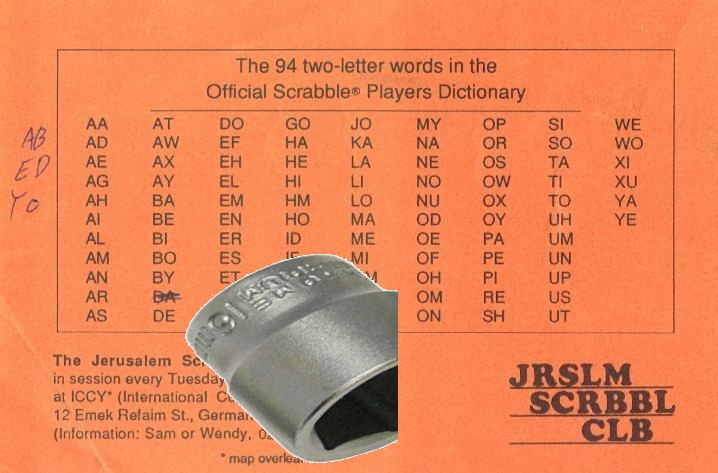 The 94 two-letter words in the
Official Scrabble® Players Dictionary
AB
ED
Yo
AA AT DO GO JO MY OP SI WE
AD AW EF HA KA NA OR SO WO
AE AX EH HE LA NE OS TA XI
AG AY EL HI LI NO OW TI XU
AH BA EM HM LO NU OX TO YA
AI BE EN HO MA OD OY UH YE
AL BI ER ID ME OE PA UM
AM BO ES MI OF PE UN
AN BY ET OH PI UP
AR DA OM RE US
AS DE ON SH UT
The Jerusalem
in session every Tuesday
at ICCY* (International
12 Emek Refaim St.,
(Information: Sam or Wendy,
* map
JRSLM
SCRBBL
CLB
16